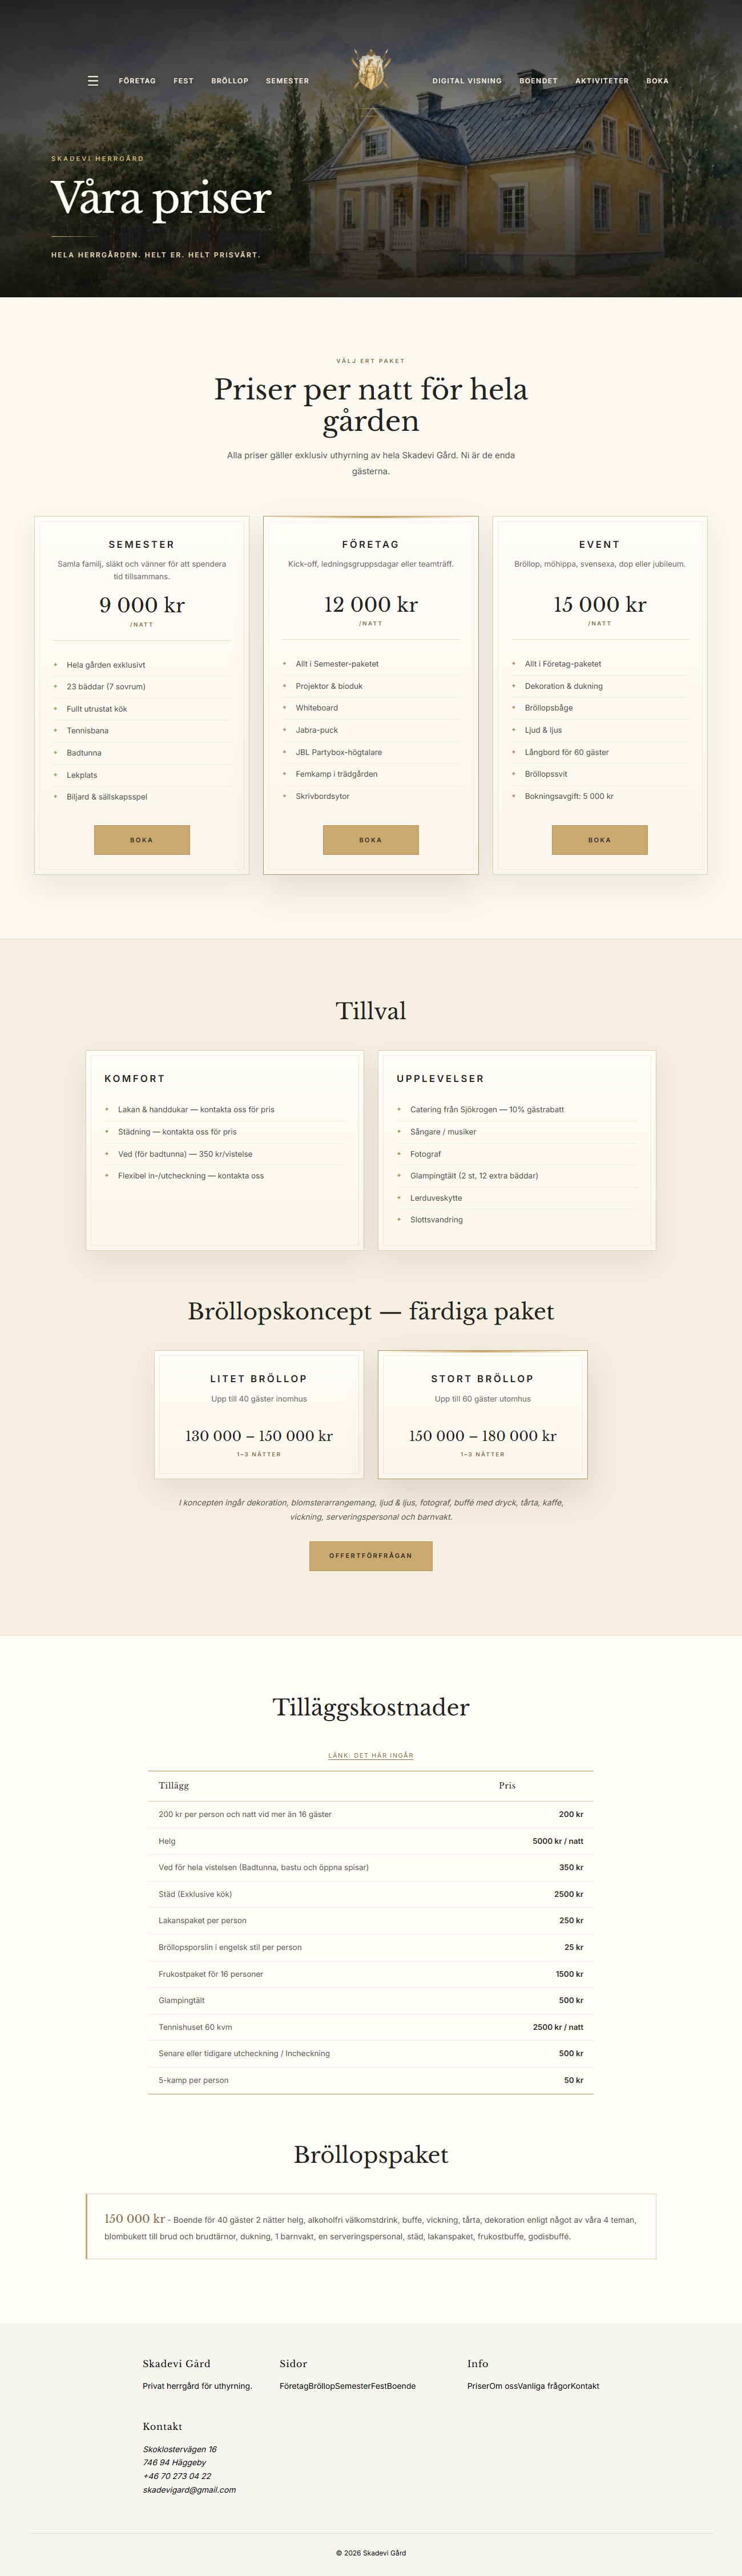 FÖRETAG FEST BRÖLLOP SEMESTER DIGITAL VISNING BOENDET AKTIVITETER BOKA
SKADEVI HERRGÅRD
Våra priser
HELA HERRGÅRDEN. HELT ER. HELT PRISVÄRT.
VÄLJ ERT PAKET
Priser per natt för hela
gården
Alla priser gäller exklusiv uthyrning av hela Skadevi Gård. Ni är de enda
gästerna.
SEMESTER
Samla familj, släkt och vänner för att spendera
tid tillsammans.
9 000 kr
/NATT
Hela gården exklusivt
23 bäddar (7 sovrum)
Fullt utrustat kök
Tennisbana
Badtunna
Lekplats
Biljard & sällskapsspel
BOKA
FÖRETAG
Kick-off, ledningsgruppsdagar eller teamträff.
12 000 kr
/NATT
Allt i Semester-paketet
Projektor & bioduk
Whiteboard
Jabra-puck
JBL Partybox-högtalare
Femkamp i trädgården
Skrivbordsytor
BOKA
EVENT
Bröllop, möhippa, svensexa, dop eller jubileum.
15 000 kr
/NATT
Allt i Företag-paketet
Dekoration & dukning
Bröllopsbåge
Ljud & ljus
Långbord för 60 gäster
Bröllopssvit
Bokningsavgift: 5 000 kr
BOKA
Tillval
KOMFORT
Lakan & handdukar — kontakta oss för pris
Städning — kontakta oss för pris
Ved (för badtunna) — 350 kr/vistelse
Flexibel in-/utcheckning — kontakta oss
UPPLEVELSER
Catering från Sjökrogen — 10% gästrabatt
Sångare / musiker
Fotograf
Glampingtält (2 st, 12 extra bäddar)
Lerduveskytte
Slottsvandring
Bröllopskoncept — färdiga paket
LITET BRÖLLOP
Upp till 40 gäster inomhus
130 000 – 150 000 kr
1–3 NÄTTER
STORT BRÖLLOP
Upp till 60 gäster utomhus
150 000 – 180 000 kr
1–3 NÄTTER
I koncepten ingår dekoration, blomsterarrangemang, ljud & ljus, fotograf, buffé med dryck, tårta, kaffe,
vickning, serveringspersonal och barnvakt.
OFFERTFÖRFRÅGAN
Tilläggskostnader
LÄNK: DET HÄR INGÅR
Tillägg Pris
200 kr per person och natt vid mer än 16 gäster 200 kr
Helg 5000 kr / natt
Ved för hela vistelsen (Badtunna, bastu och öppna spisar) 350 kr
Städ (Exklusive kök) 2500 kr
Lakanspaket per person 250 kr
Bröllopsporslin i engelsk stil per person 25 kr
Frukostpaket för 16 personer 1500 kr
Glampingtält 500 kr
Tennishuset 60 kvm 2500 kr / natt
Senare eller tidigare utcheckning / Incheckning 500 kr
5-kamp per person 50 kr
Bröllopspaket
150 000 kr - Boende för 40 gäster 2 nätter helg, alkoholfri välkomstdrink, buffe, vickning, tårta, dekoration enligt något av våra 4 teman,
blombukett till brud och brudtärnor, dukning, 1 barnvakt, en serveringspersonal, städ, lakanspaket, frukostbuffe, godisbuffé.
Skadevi Gård
Privat herrgård för uthyrning.
Sidor
FöretagBröllopSemesterFestBoende
Info
PriserOm ossVanliga frågorKontakt
Kontakt
Skoklostervägen 16
746 94 Häggeby
+46 70 273 04 22
skadevigard@gmail.com
© 2026 Skadevi Gård